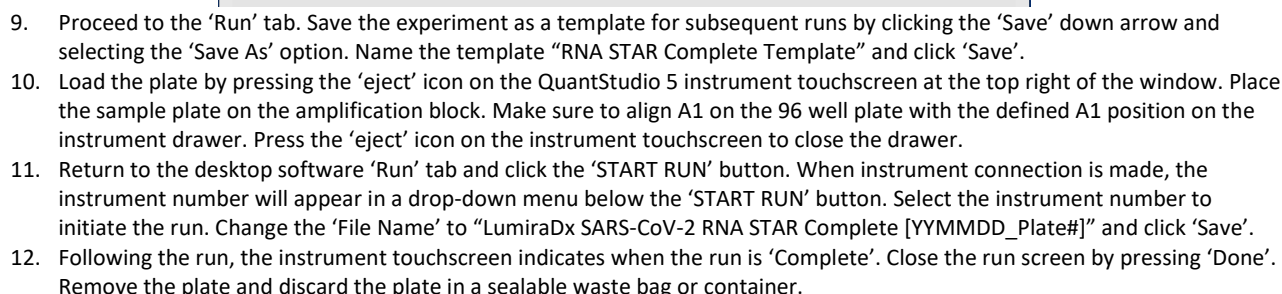 9. Proceed to the ‘Run’ tab. Save the experiment as a template for subsequent runs by clicking the ‘Save’ down arrow and
selecting the ‘Save As’ option. Name the template “RNA STAR Complete Template” and click ‘Save’.
10. Load the plate by pressing the ‘eject’ icon on the QuantStudio 5 instrument touchscreen at the top right of the window. Place
the sample plate on the amplification block. Make sure to align A1 on the 96 well plate with the defined A1 position on the
instrument drawer. Press the ‘eject’ icon on the instrument touchscreen to close the drawer.
11. Return to the desktop software ‘Run’ tab and click the ‘START RUN’ button. When instrument connection is made, the
instrument number will appear in a drop-down menu below the ‘START RUN’ button. Select the instrument number to
initiate the run. Change the ‘File Name’ to “LumiraDx SARS-CoV-2 RNA STAR Complete [YYMMDD_Plate#]” and click ‘Save’.
12. Following the run, the instrument touchscreen indicates when the run is ‘Complete’. Close the run screen by pressing ‘Done’.
Remove the plate and discard the plate in a sealable waste bag or container.